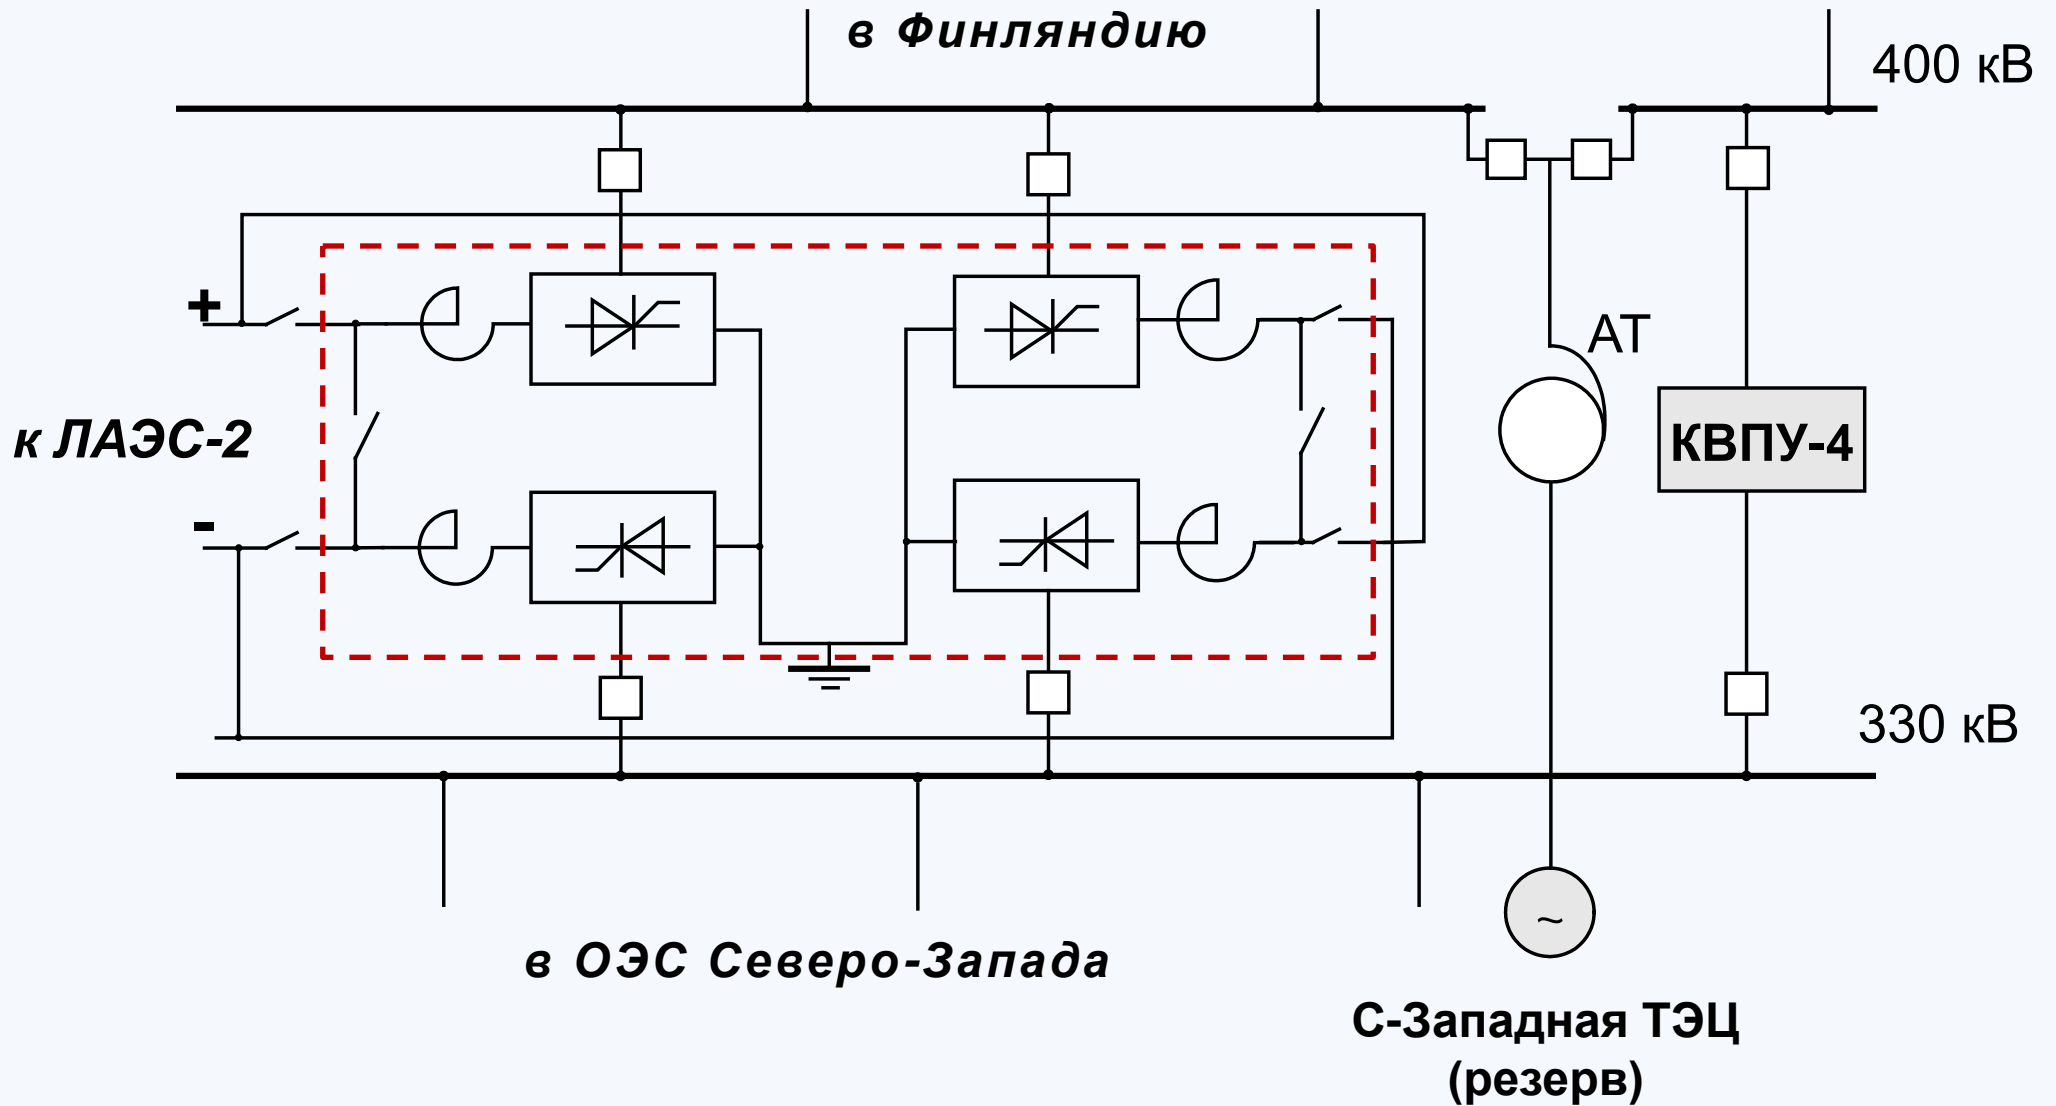 в Финляндию
400 кВ
+
АТ
к ЛАЭС-2
КВПУ-4
-
330 кВ
~
в ОЭС Северо-Запада
С-Западная ТЭЦ
(резерв)